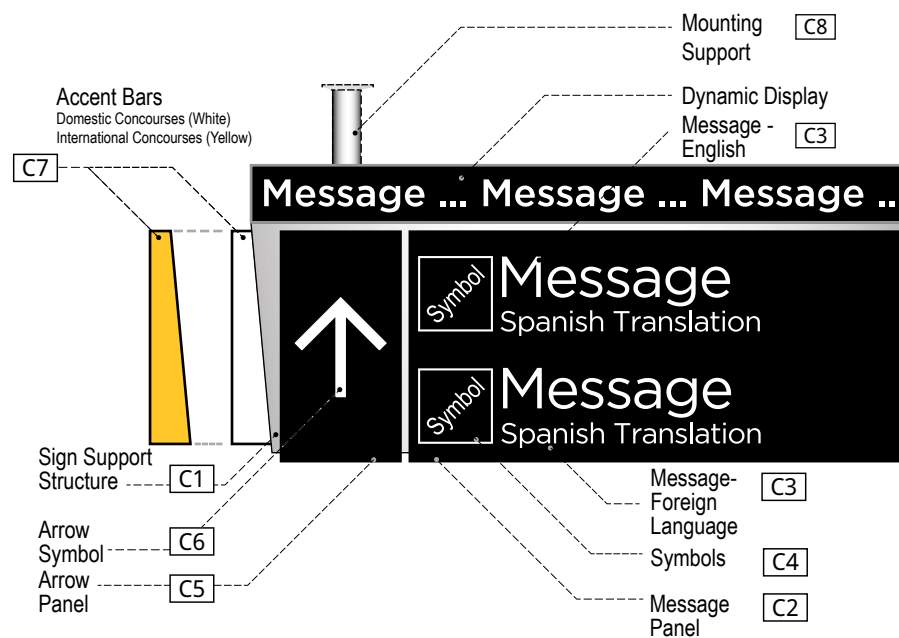 Mounting
Support
C8
Accent Bars
Domestic Concourses (White)
International Concourses (Yellow)
C7
Dynamic Display
Message -
English
C3
Message ... Message ... Message ..
Symbol
Message
Spanish Translation
Symbol
Message
Spanish Translation
Sign Support
Structure
C1
Arrow
Symbol
C6
Arrow
Panel
C5
Message-
Foreign
Language
C3
Symbols
C4
Message
Panel
C2